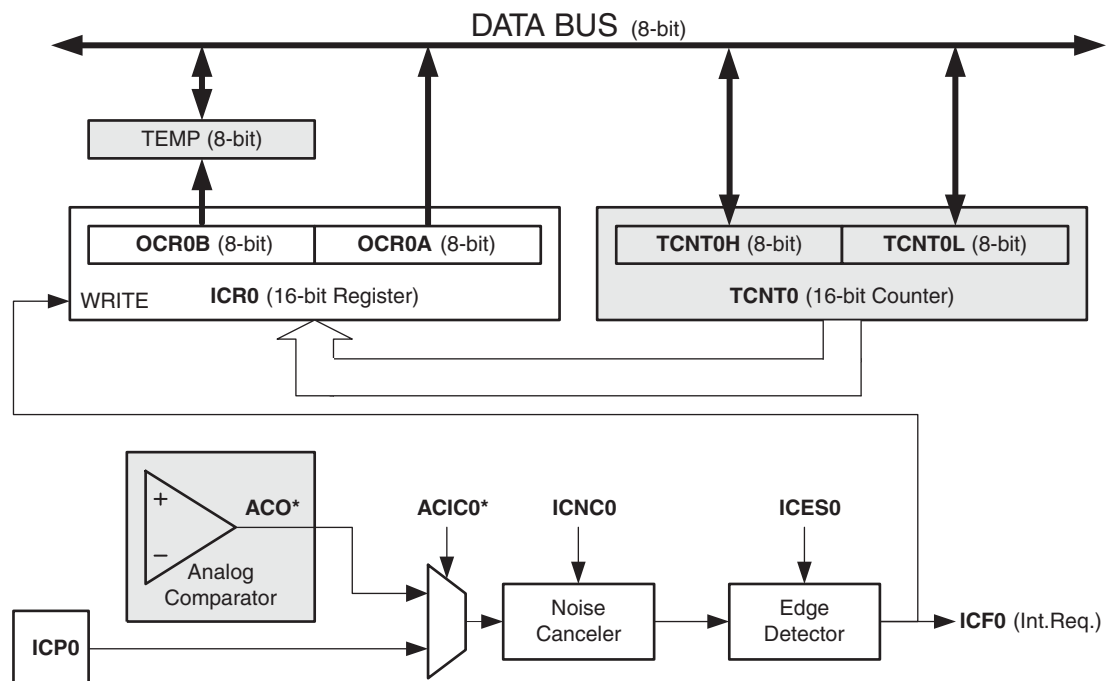 DATA BUS (8-bit)
TEMP (8-bit)
OCR0B (8-bit) OCR0A (8-bit) TCNT0H (8-bit) TCNT0L (8-bit)
WRITE ICR0 (16-bit Register) TCNT0 (16-bit Counter)
+ ACO* ACIC0* ICNC0 ICES0
−
Analog
Comparator
Noise
Canceler
Edge
Detector
ICF0 (Int.Req.)
ICP0